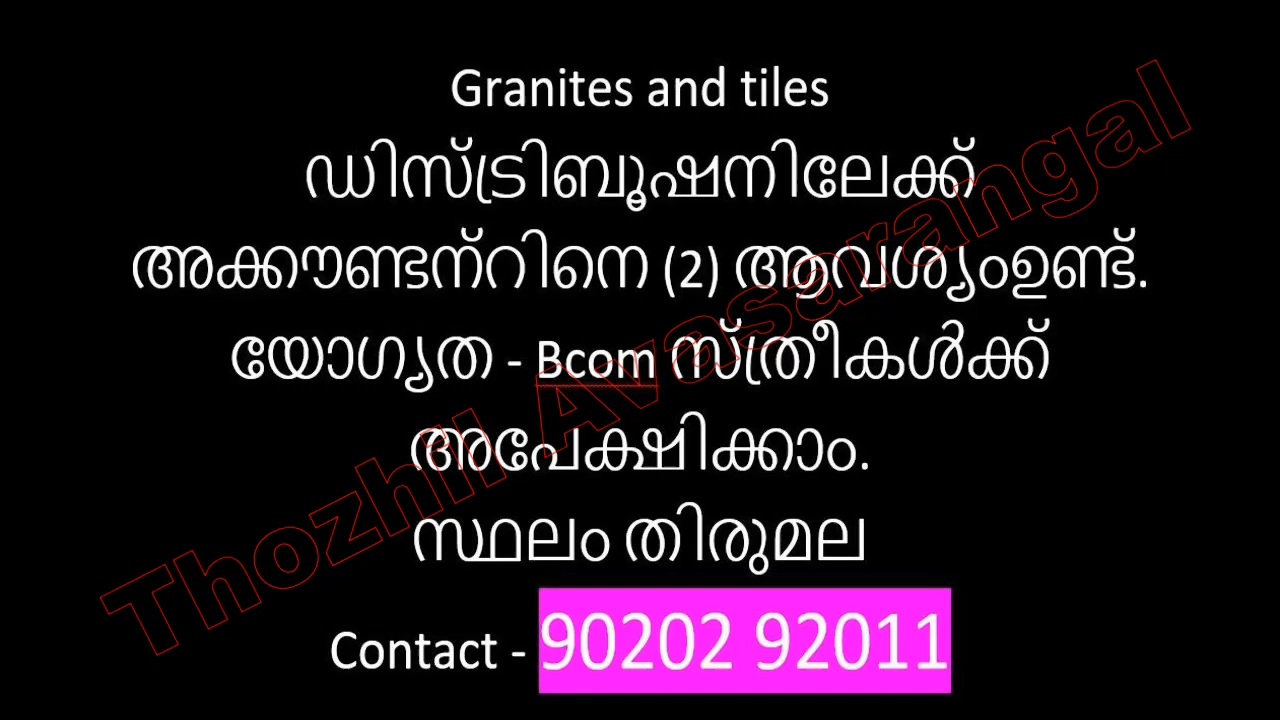 Granites and tiles
ഡിസ്ട്രിബൂഷനിലേക്ക്
അക്കൗണ്ടന്റിനെ (2) ആവശ്യംഉണ്ട്.
യോഗ്യത - Bcom സ്ത്രീകൾക്ക്
അപേക്ഷിക്കാം.
സ്ഥലം തിരുമല
Contact - 90202 92011
Thozhil Avasarangal